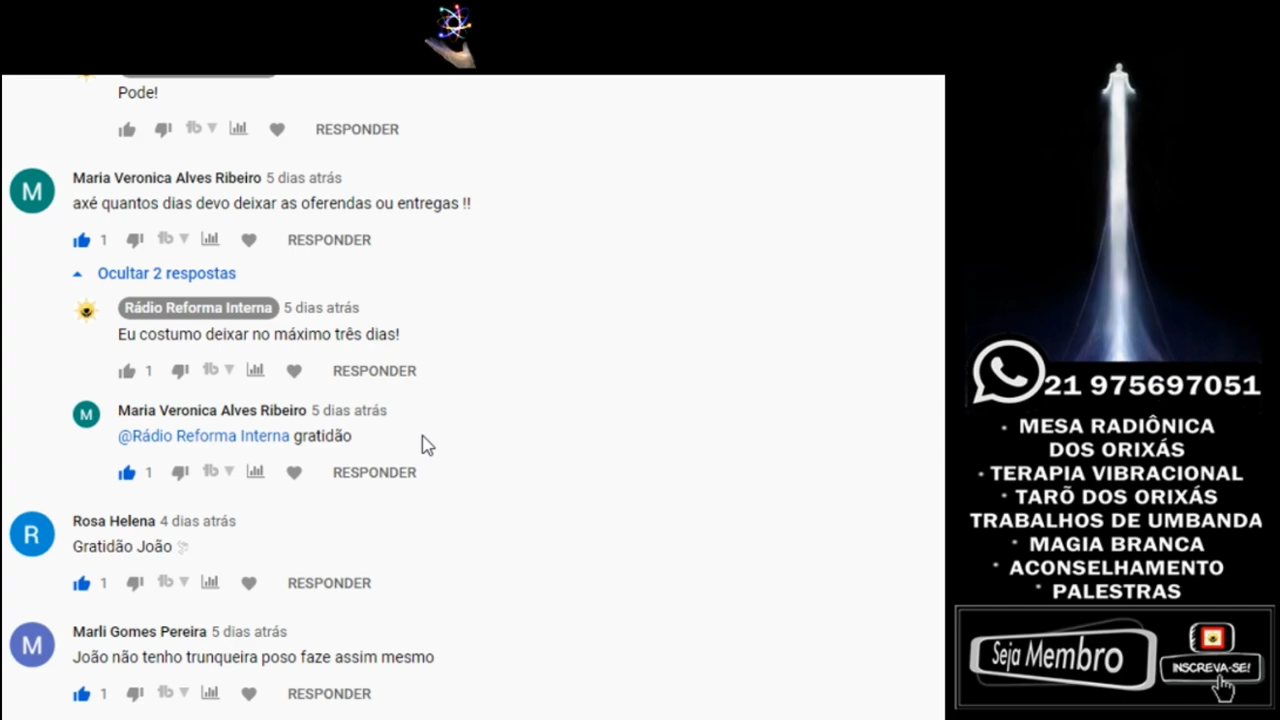 Pode!
RESPONDER
Maria Veronica Alves Ribeiro 5 dias atrás
axé quantos dias devo deixar as oferendas ou entregas !!
1 RESPONDER
Ocultar 2 respostas
Rádio Reforma Interna 5 dias atrás
Eu costumo deixar no máximo três dias!
1 RESPONDER
M
Maria Veronica Alves Ribeiro 5 dias atrás
@Rádio Reforma Interna gratidão
1 RESPONDER
R
Rosa Helena 4 dias atrás
Gratidão João
1 RESPONDER
M
Marli Gomes Pereira 5 dias atrás
João não tenho trunqueira poso faze assim mesmo
1 RESPONDER
M
21 975697051
· MESA RADIÔNICA
DOS ORIXÁS
· TERAPIA VIBRACIONAL
· TARÕ DOS ORIXÁS
TRABALHOS DE UMBANDA
· MAGIA BRANCA
· ACONSELHAMENTO
· PALESTRAS
Seja Membro
INSCREVA-SE!